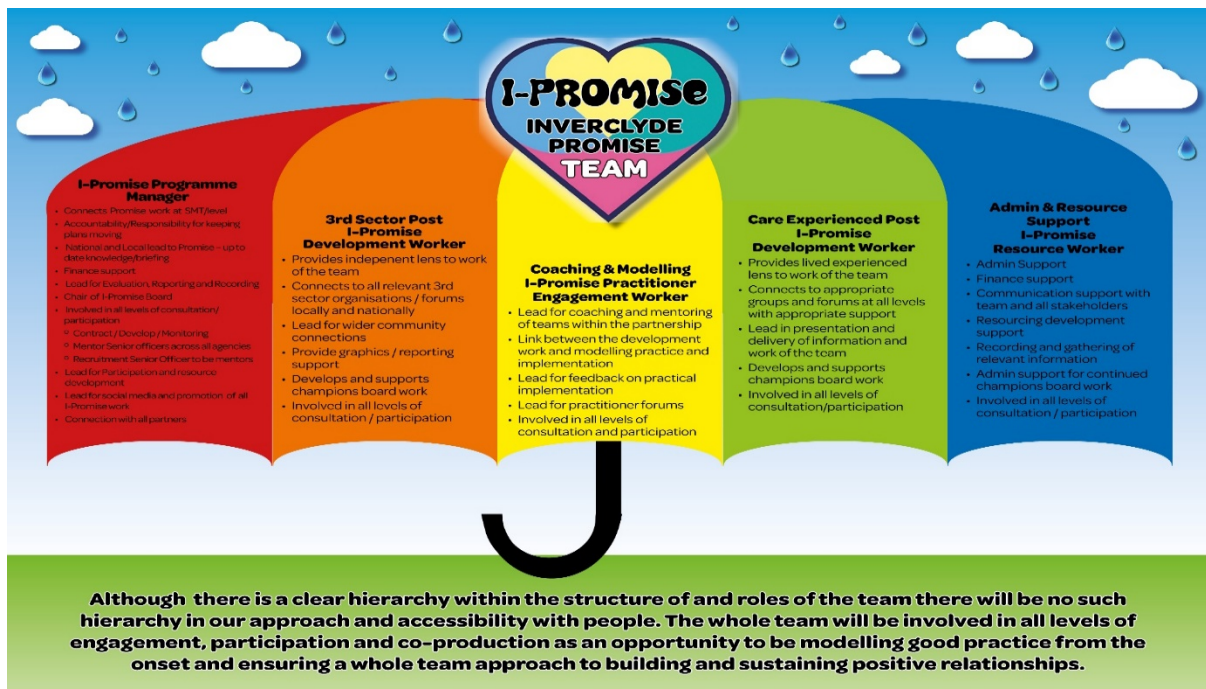 I-PROMISE
INVERCLYDE
PROMISE
TEAM
I-Promise Programme
Manager
• Connects Promise work at SMT/level
• Accountability/Responsibility for keeping
plans moving
• National and Local lead to Promise – up to
date knowledge/briefing
• Finance support
• Lead for Evaluation, Reporting and Recording
• Chair of I-Promise Board
• Involved in all levels of consultation/
participation
Contract / Develop / Monitoring
Mentor Senior officers across all agencies
Recruitment Senior Officer to be mentors
• Lead for Participation and resource
development
• Lead for social media and promotion of all
I-Promise work
• Connection with all partners
3rd Sector Post
I-Promise
Development Worker
• Provides indepenent lens to work
of the team
• Connects to all relevant 3rd
sector organisations / forums
locally and nationally
• Lead for wider community
connections
• Provide graphics / reporting
support
• Develops and supports
champions board work
• Involved in all levels of
consultation / participation
Coaching & Modelling
I-Promise Practitioner
Engagement Worker
• Lead for coaching and mentoring
of teams within the partnership
• Link between the development
work and modelling practice and
implementation
• Lead for feedback on practical
implementation
• Lead for practitioner forums
• Involved in all levels of
consultation and participation
Care Experienced Post
I-Promise
Development Worker
• Provides lived experienced
lens to work of the team
• Connects to appropriate
groups and forums at all levels
with appropriate support
• Lead in presentation and
delivery of information and
work of the team
• Develops and supports
champions board work
• Involved in all levels of
consultation/participation
Admin & Resource
Support
I-Promise
Resource Worker
• Admin Support
• Finance support
• Communication support with
team and all stakeholders
• Resourcing development
support
• Recording and gathering of
relevant information
• Admin support for continued
champions board work
• Involved in all levels of
consultation / participation
Although there is a clear hierarchy within the structure of and roles of the team there will be no such
hierarchy in our approach and accessibility with people. The whole team will be involved in all levels of
engagement, participation and co-production as an opportunity to be modelling good practice from the
onset and ensuring a whole team approach to building and sustaining positive relationships.